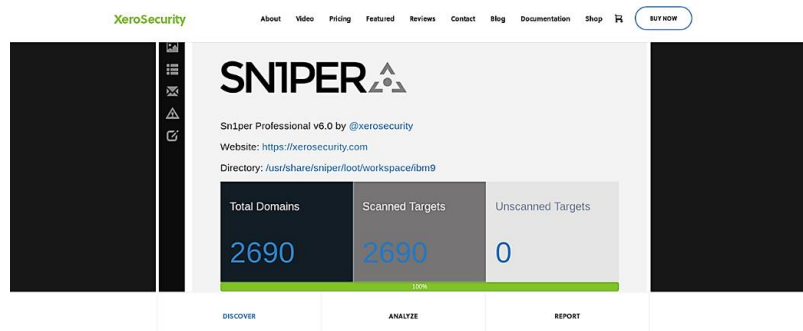 XeroSecurity About Video Pricing Featured Reviews Contact Blog Documentation Shop BUY NOW
SN1PER
Sn1per Professional v6.0 by @xerosecurity
Website: https://xerosecurity.com
Directory: /usr/share/sniper/loot/workspace/ibm9
Total Domains Scanned Targets Unscanned Targets
2690 2690 0
100%
DISCOVER ANALYZE REPORT